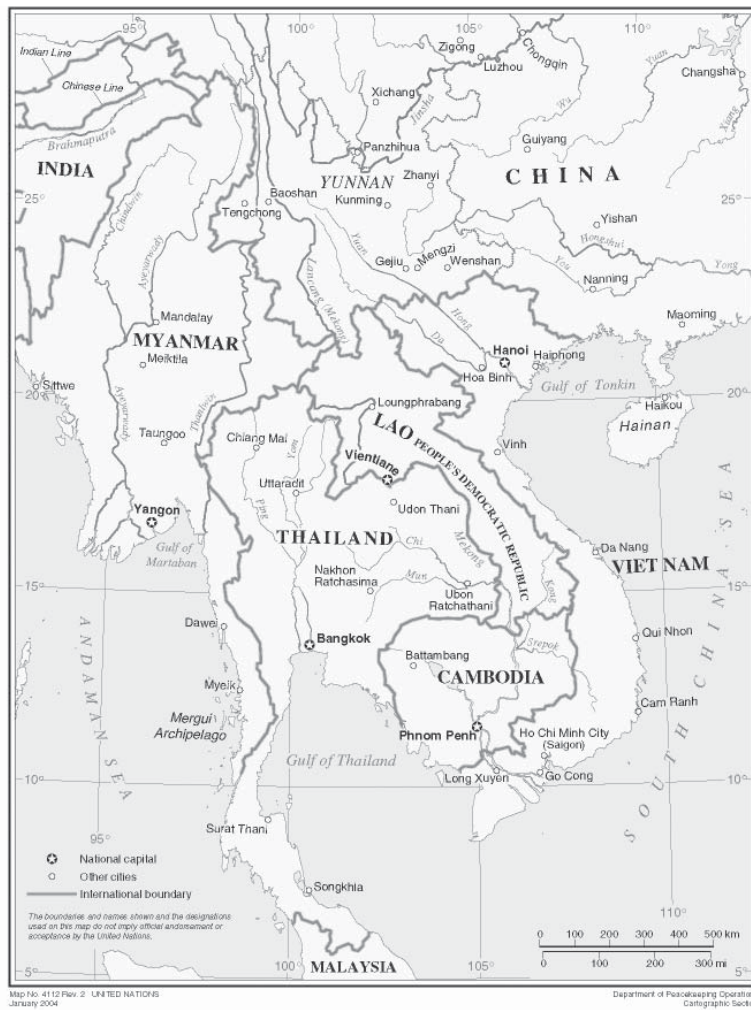 95°
100°
105°
110°
Indian Line
Chinese Line
Zigong
Luzhou
Chongqin
Yuan
Changsha
Xichang
Jinsha
Wu
Xiang
Brahmaputra
Guiyang
INDIA
Panzhihua
YUNNAN
Zhanyi
CHINA
25°
25°
Chindwin
Baoshan
Tengchong
Kunming
Yishan
Hongshui
Ayeyarwady
Yuan
Lancang (Mekong)
Gejiu
Mengzi
Wenshan
You
Yong
Nanning
Mandalay
Hong
Maoming
MYANMAR
Da
Hanoi
Haiphong
Meiktila
Hoa Binh
Gulf of Tonkin
Sittwe
20°
20°
Ayeyarwady
Thanlwin
Loungphrabang
Haikou
Hainan
Taungoo
Chiang Mai
Yom
LAO PEOPLE'S DEMOCRATIC REPUBLIC
Vinh
Vientiane
Uttaradit
Yangon
Ping
Udon Thani
THAILAND
Chi
Mekong
Da Nang
Gulf of
Martaban
VIET NAM
Nakhon
Ratchasima
Mun
Kong
15°
15°
Ubon
Ratchathani
Dawei
Bangkok
Srepok
Qui Nhon
Battambang
CAMBODIA
Myeik
Cam Ranh
Mergui
Archipelago
Phnom Penh
Ho Chi Minh City
(Saigon)
ANDAMAN SEA
Gulf of Thailand
SOUTH CHINA SEA
10°
10°
Long Xuyen
Go Cong
95°
Surat Thani
National capital
Other cities
International boundary
Songkhla
110°
The boundaries and names shown and the designations
used on this map do not imply official endorsement or
acceptance by the United Nations.
0 100 200 300 400 500 km
0 100 200 300 mi
5°
100°
MALAYSIA
105°
5°
Map No. 4112 Rev. 2 UNITED NATIONS
January 2004
Department of Peacekeeping Operation
Cartographic Secti